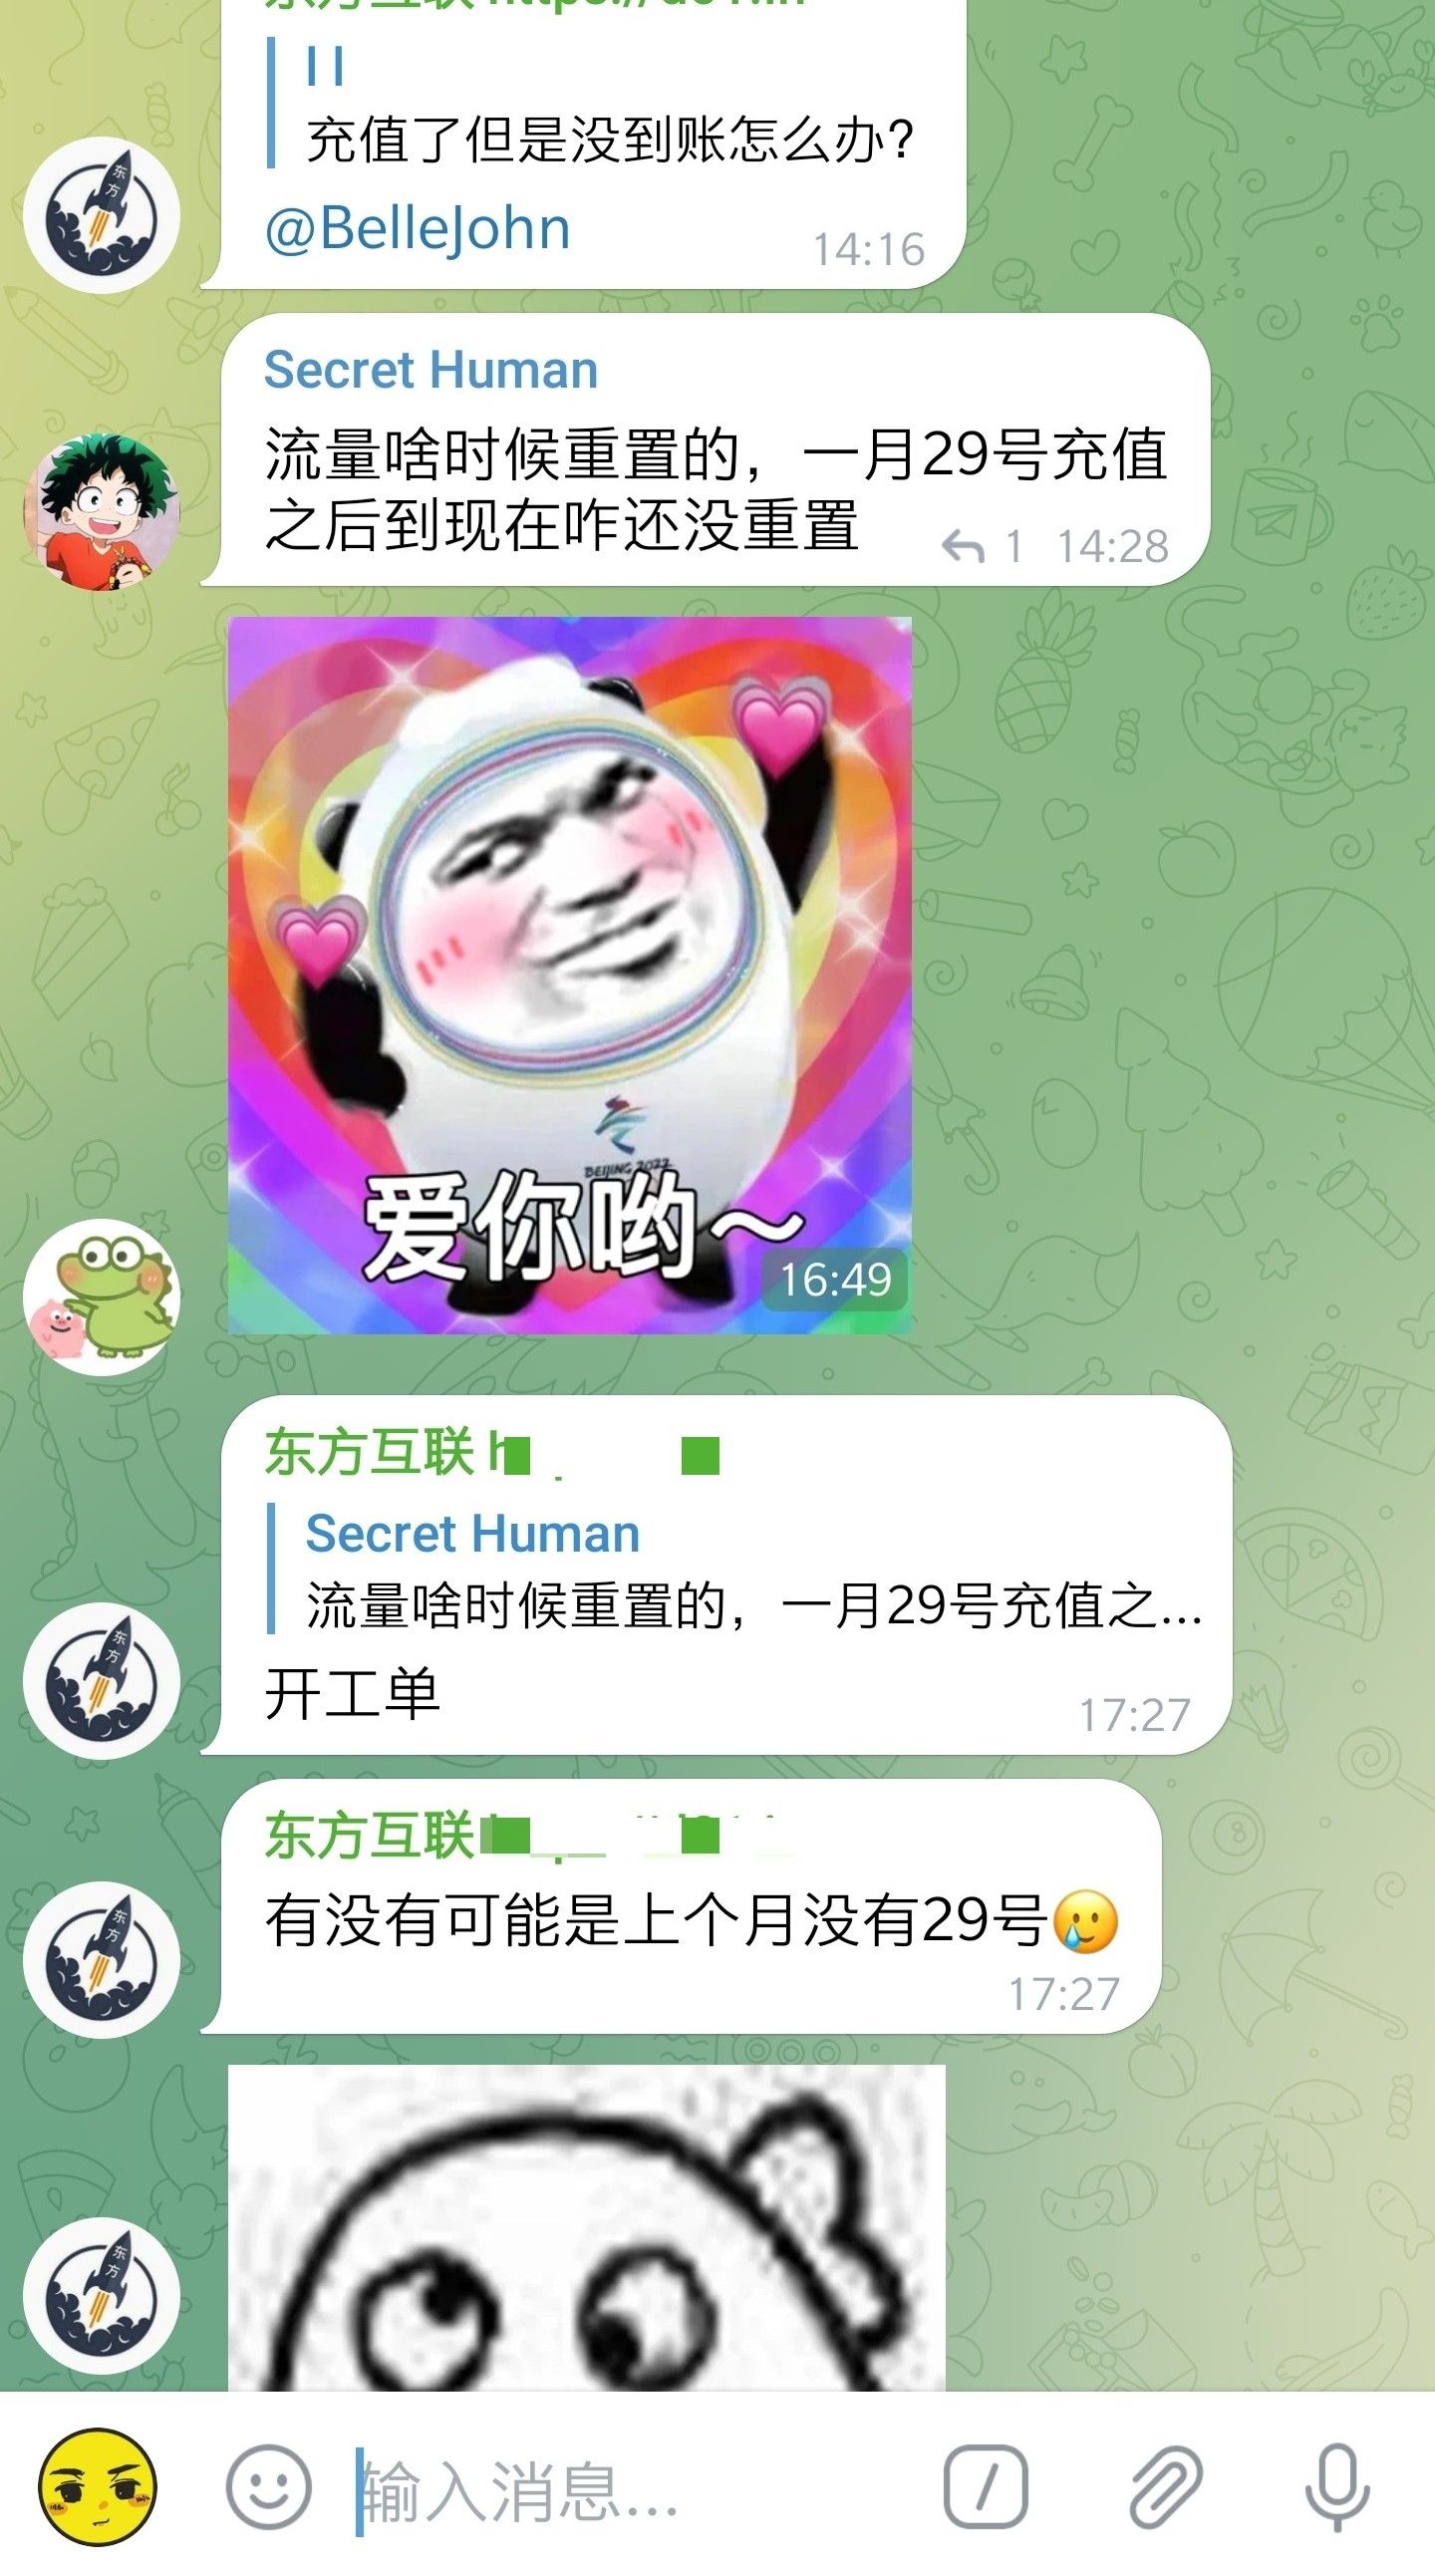 东方互联
充值了但是没到账怎么办?
@BelleJohn
14:16
Secret Human
流量啥时候重置的，一月29号充值
之后到现在咋还没重置
1 14:28
BEIJING 2022
爱你哟～
16:49
东方互联
Secret Human
流量啥时候重置的，一月29号充值之...
开工单
17:27
东方互联
有没有可能是上个月没有29号🥲
17:27
输入消息...